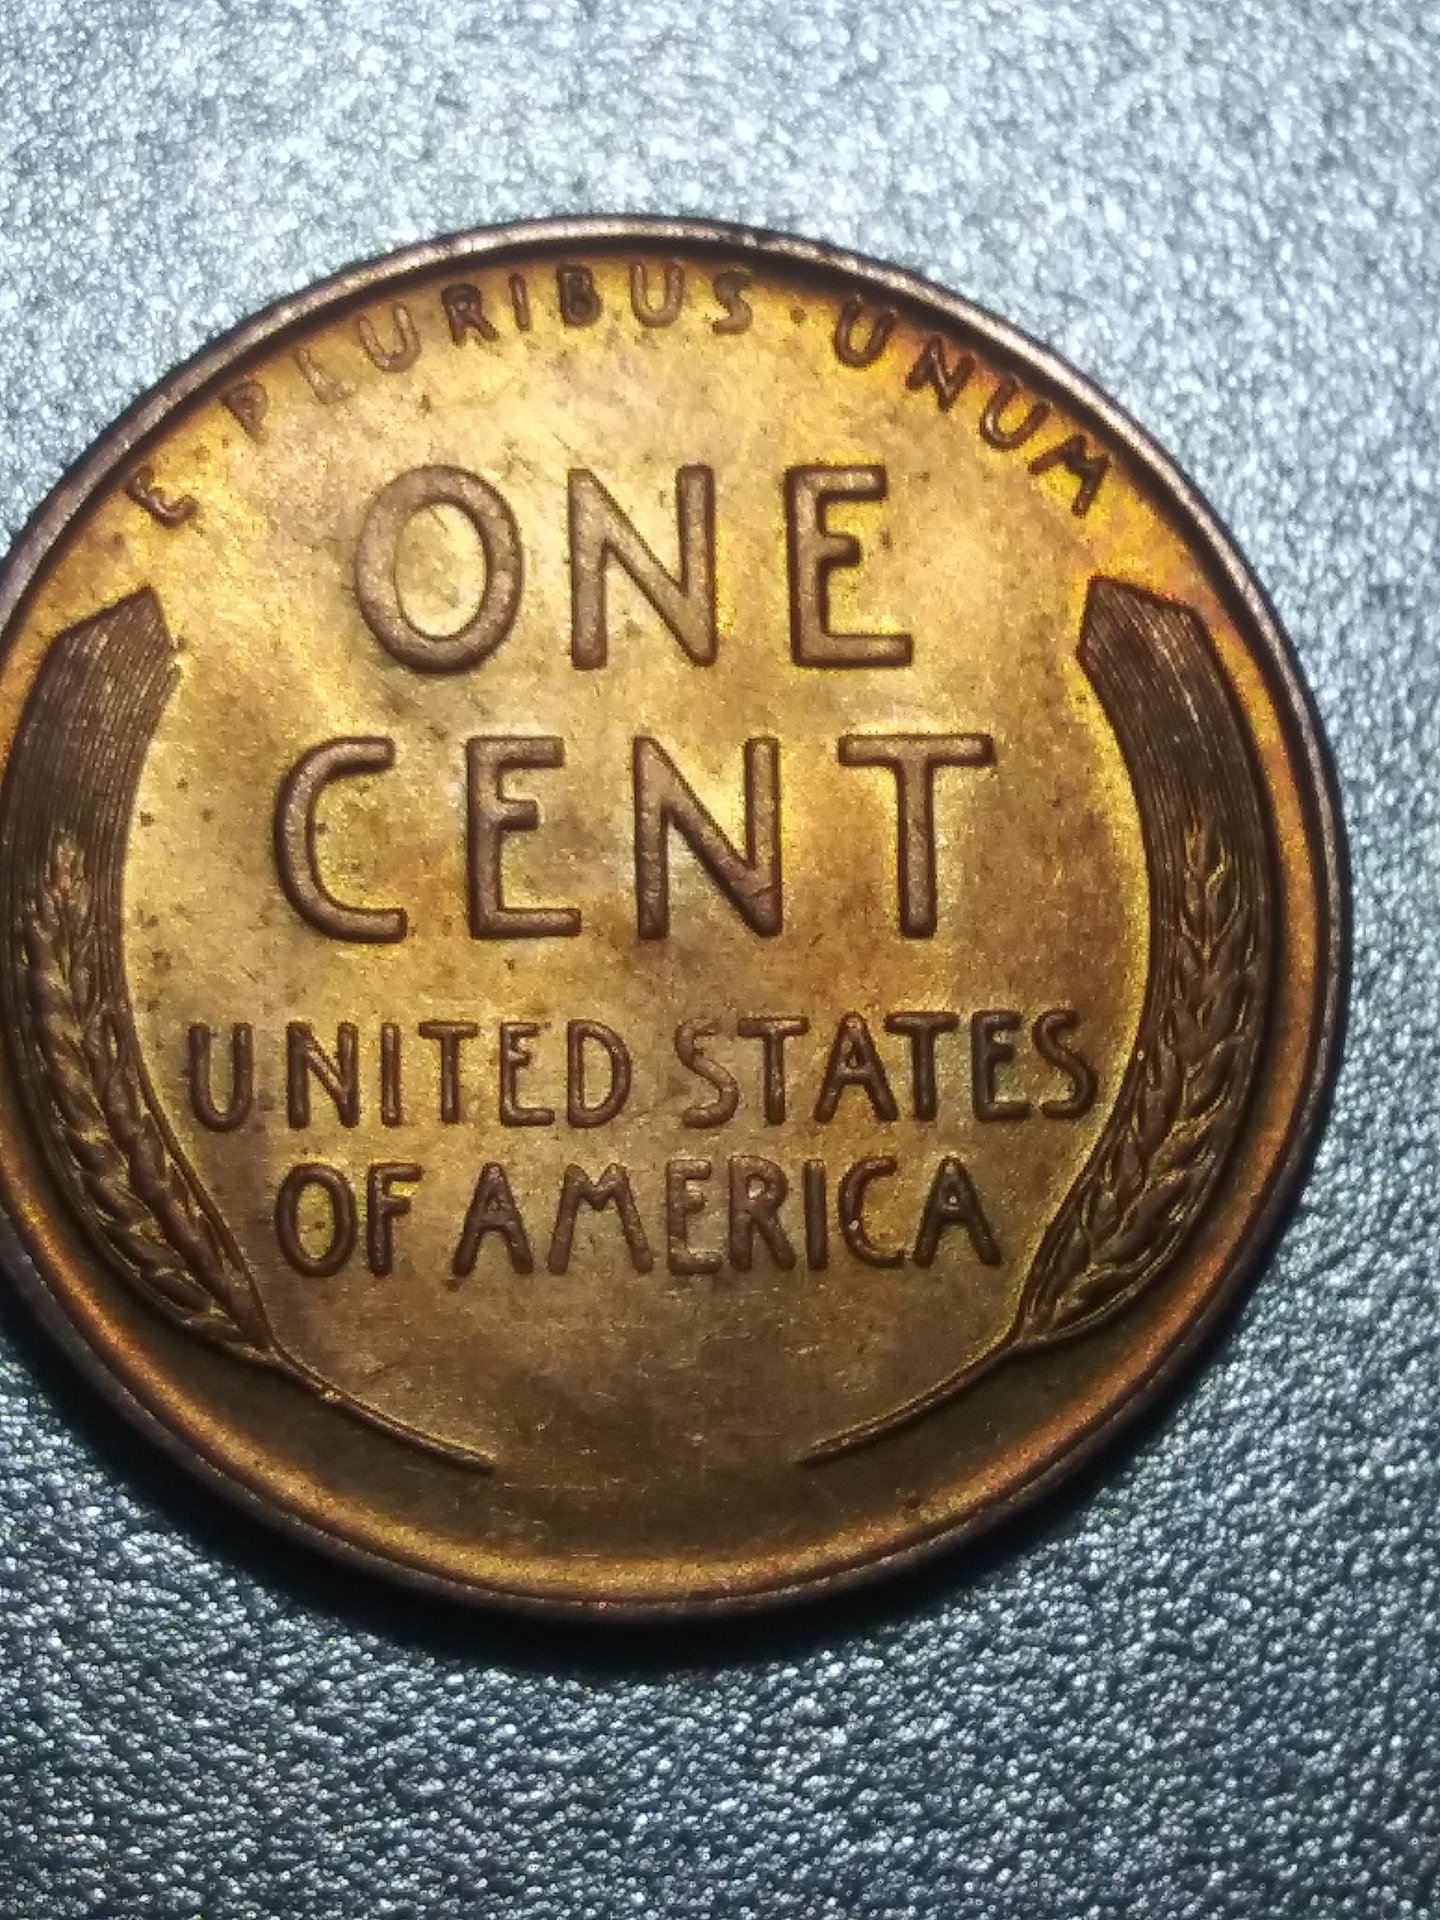 E·PLURIBUS·UNUM
ONE
CENT
UNITED STATES
OF AMERICA